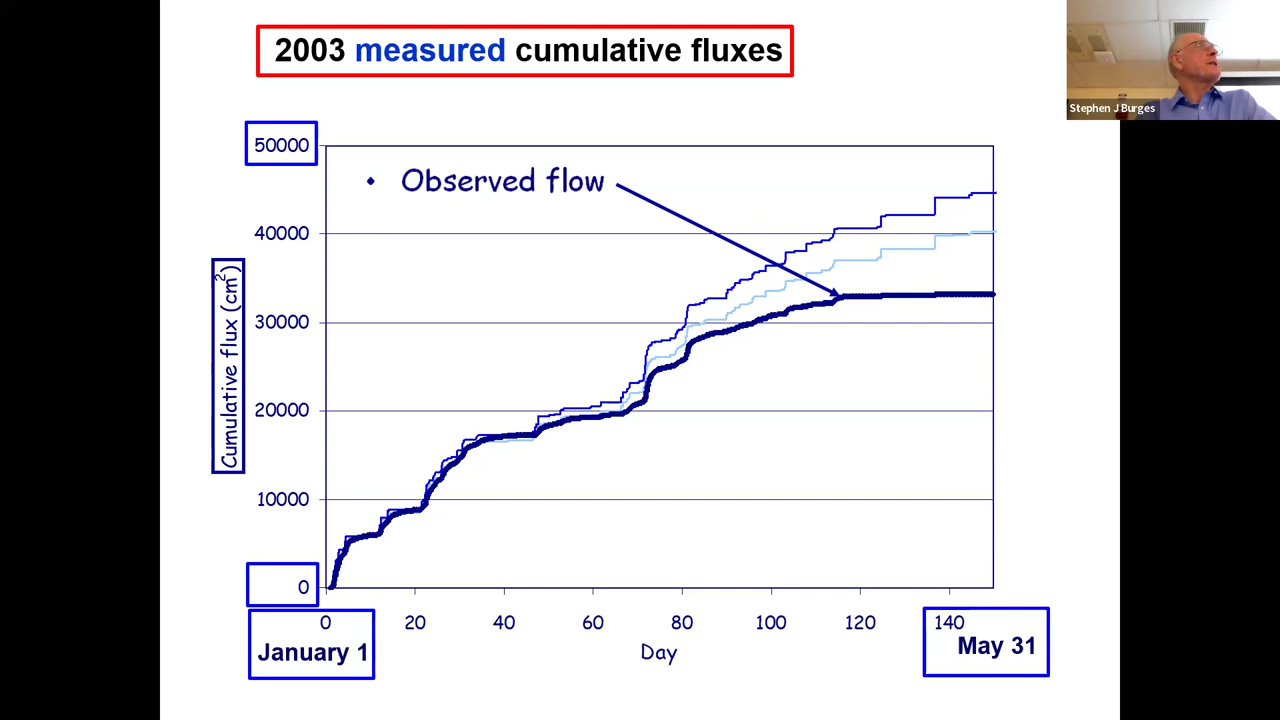 2003 measured cumulative fluxes
Stephen J Burges
50000
• Observed flow
40000
30000
20000
10000
0
Cumulative flux (cm²)
0 20 40 60 80 100 120 140
January 1
Day
May 31